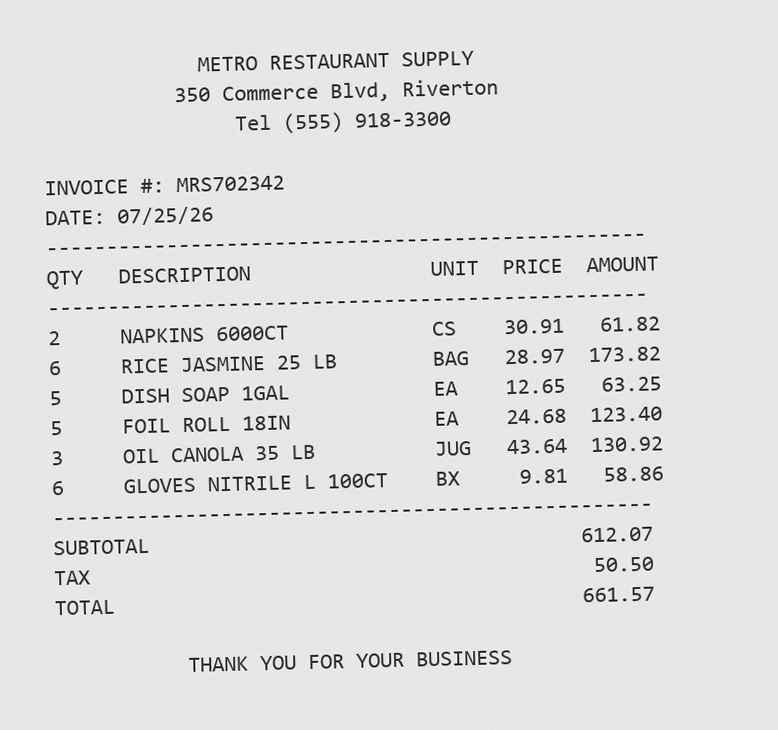 METRO RESTAURANT SUPPLY
350 Commerce Blvd, Riverton
Tel (555) 918-3300
INVOICE #: MRS702342
DATE: 07/25/26
--------------------------------------------------
QTY DESCRIPTION UNIT PRICE AMOUNT
--------------------------------------------------
2 NAPKINS 6000CT CS 30.91 61.82
6 RICE JASMINE 25 LB BAG 28.97 173.82
5 DISH SOAP 1GAL EA 12.65 63.25
5 FOIL ROLL 18IN EA 24.68 123.40
3 OIL CANOLA 35 LB JUG 43.64 130.92
6 GLOVES NITRILE L 100CT BX 9.81 58.86
--------------------------------------------------
SUBTOTAL 612.07
TAX 50.50
TOTAL 661.57
THANK YOU FOR YOUR BUSINESS